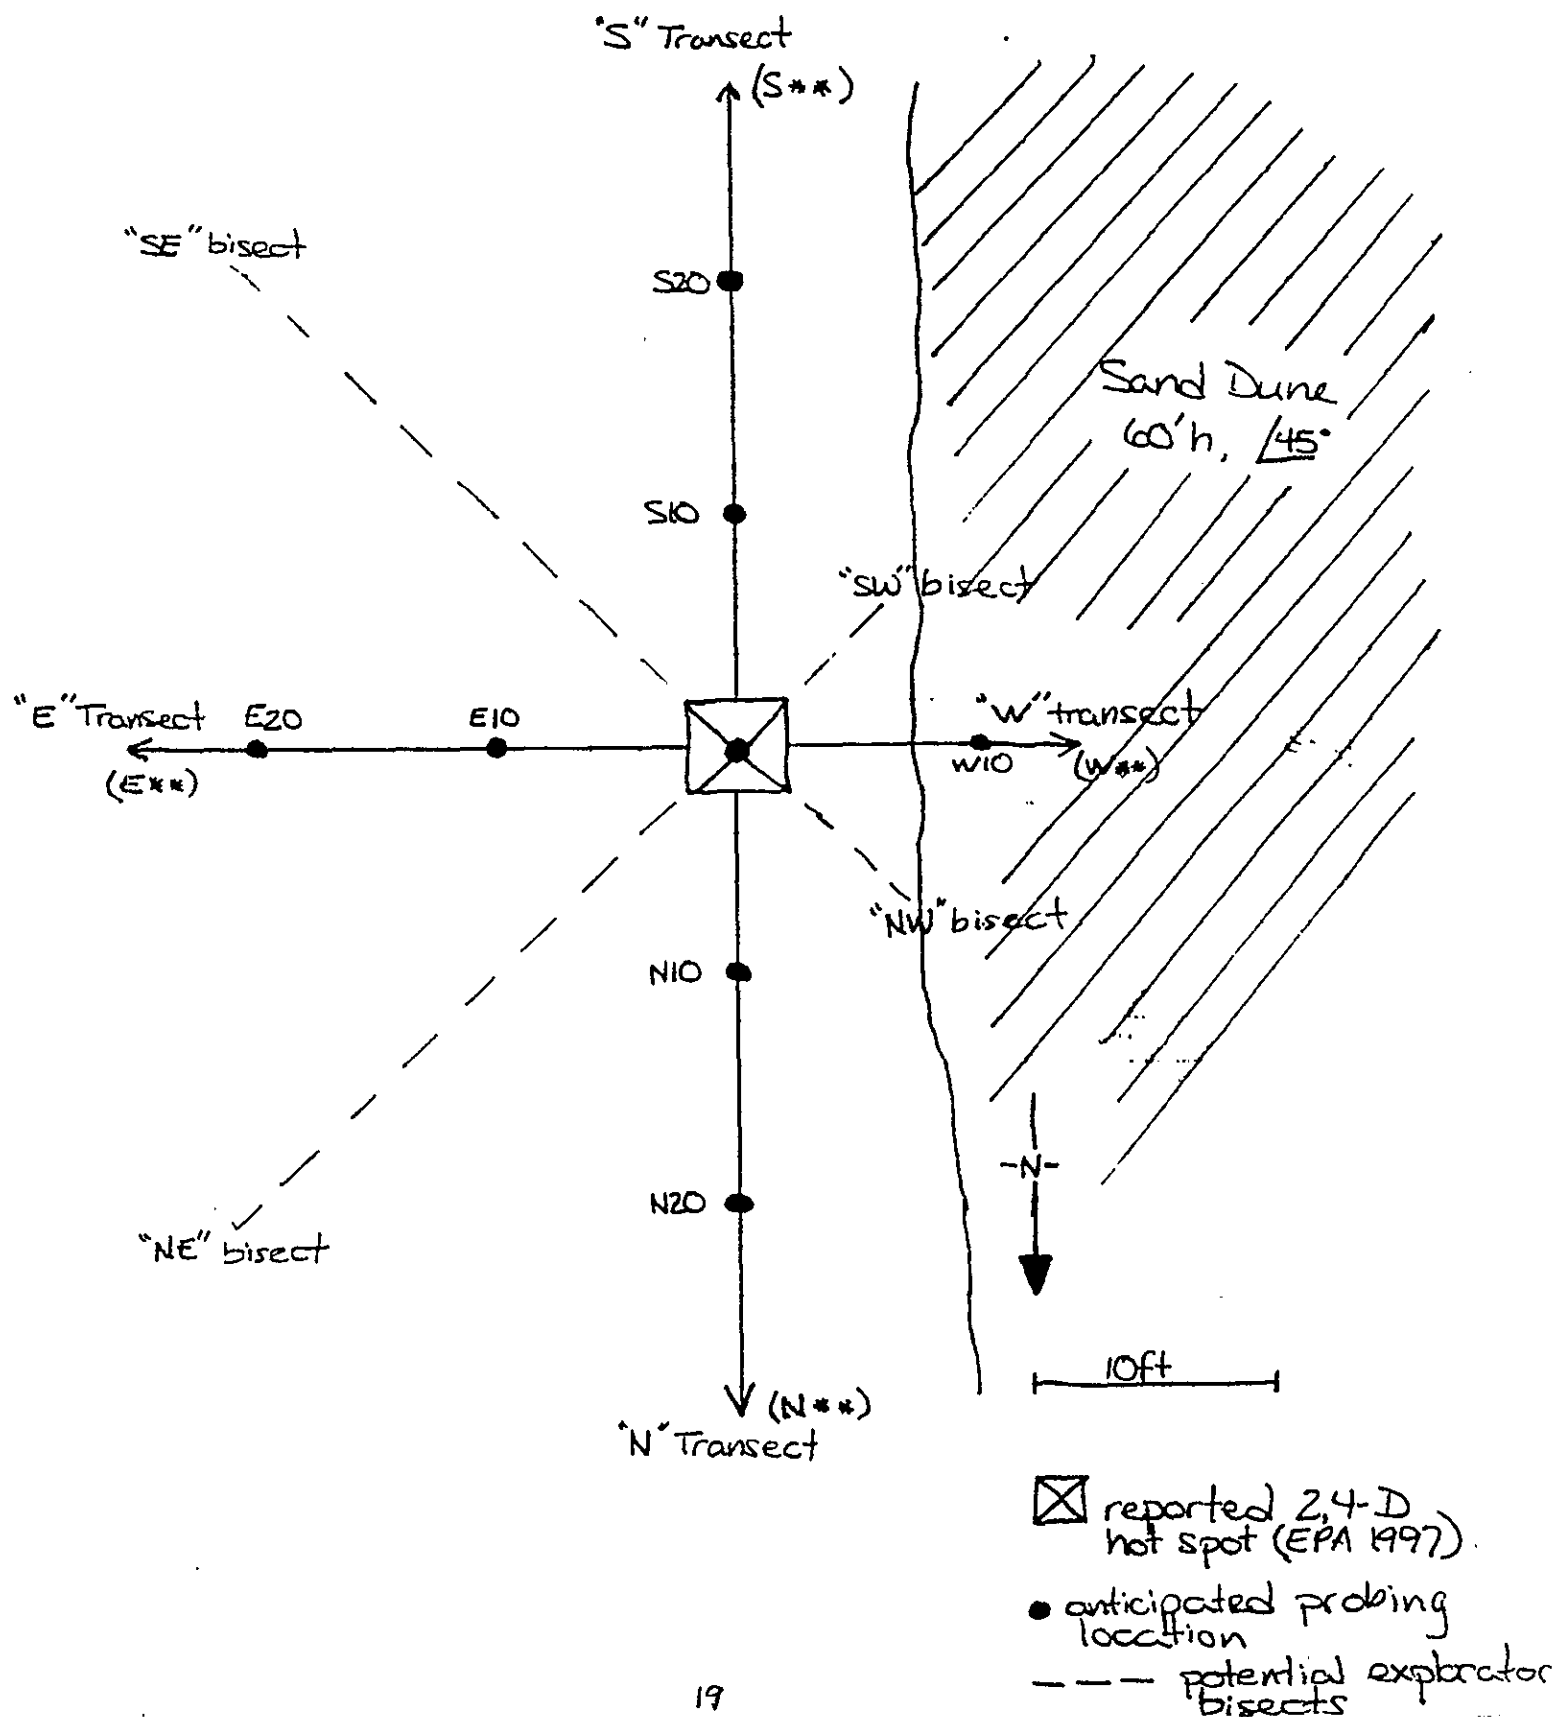 "S" Transect
(S**)
"SE" bisect
S20
Sand Dune
60'h, ∠45°
S10
"SW" bisect
"E" Transect
E20
E10
"W" transect
(E**)
W10
(W**)
"NW" bisect
N10
-N-
N20
"NE" bisect
10ft
(N**)
"N" Transect
reported 2,4-D
hot spot (EPA 1997)
anticipated probing
location
potential explorator
bisects
19